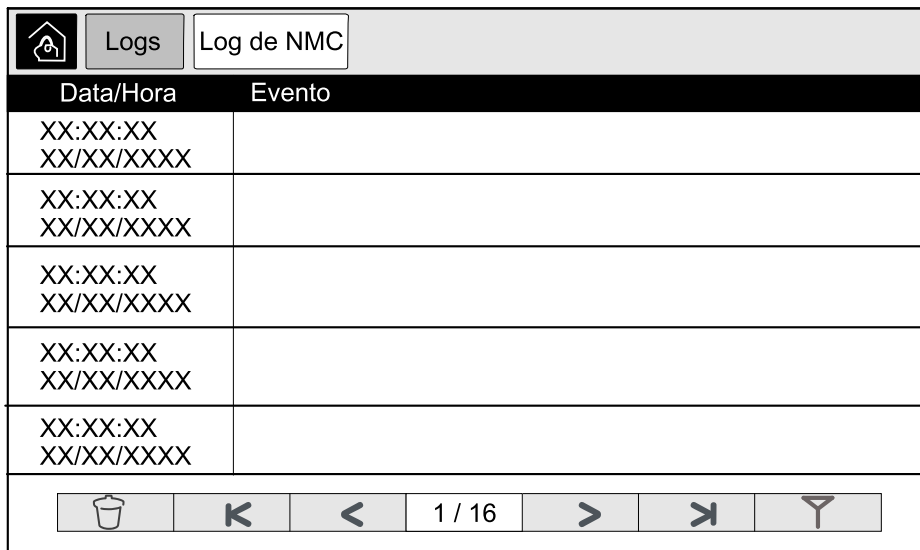 Logs
Log de NMC
Data/Hora Evento
XX:XX:XX
XX/XX/XXXX
XX:XX:XX
XX/XX/XXXX
XX:XX:XX
XX/XX/XXXX
XX:XX:XX
XX/XX/XXXX
XX:XX:XX
XX/XX/XXXX
1 / 16